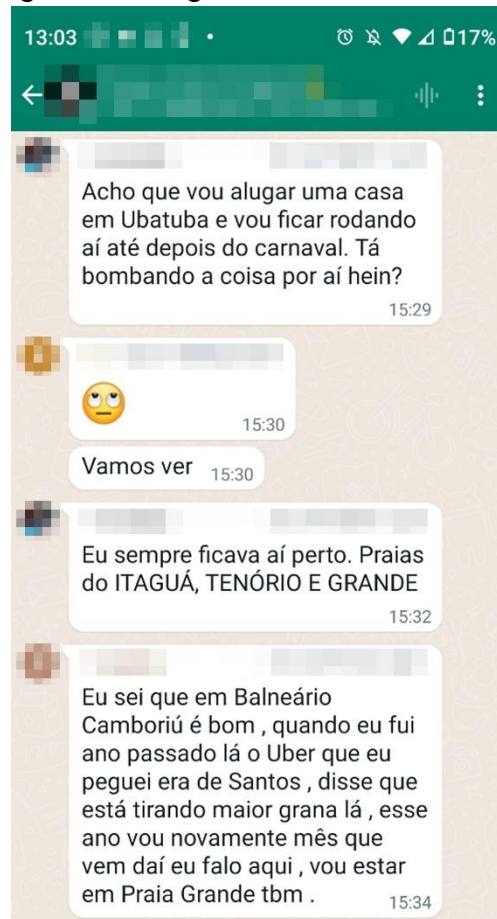 13:03
17%
Acho que vou alugar uma casa
em Ubatuba e vou ficar rodando
aí até depois do carnaval. Tá
bombando a coisa por aí hein?
15:29
🙄
15:30
Vamos ver 15:30
Eu sempre ficava aí perto. Praias
do ITAGUÁ, TENÓRIO E GRANDE
15:32
Eu sei que em Balneário
Camboriú é bom , quando eu fui
ano passado lá o Uber que eu
peguei era de Santos , disse que
está tirando maior grana lá , esse
ano vou novamente mês que
vem daí eu falo aqui , vou estar
em Praia Grande tbm .
15:34